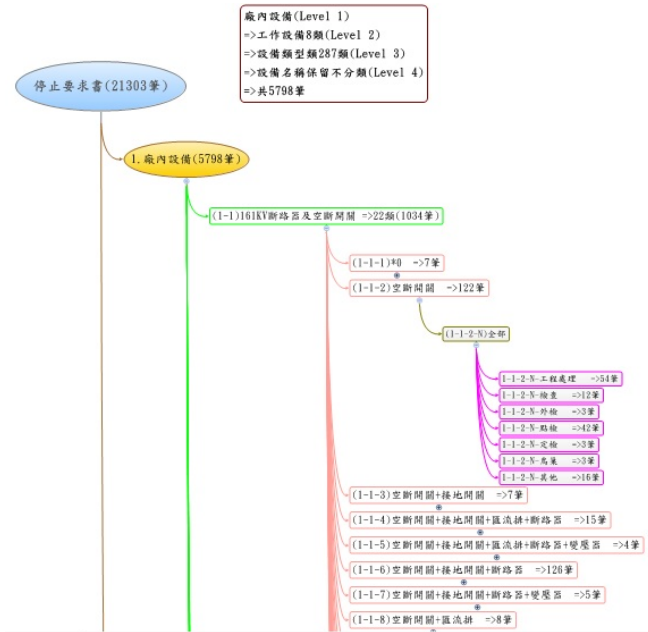 廠內設備(Level 1)
=>工作設備8類(Level 2)
=>設備類型類287類(Level 3)
=>設備名稱保留不分類(Level 4)
=>共5798筆
停止要求書(21303筆)
1.廠內設備(5798筆)
(1-1)161KV斷路器及空斷開關 =>22類(1034筆)
(1-1-1)#0 ->7筆
(1-1-2)空斷開關 ->122筆
(1-1-2-N)全部
1-1-2-N-工程處理 =>54筆
1-1-2-N-檢查 =>12筆
1-1-2-N-外檢 =>3筆
1-1-2-N-點檢 =>42筆
1-1-2-N-定檢 =>3筆
1-1-2-N-鳥巢 =>3筆
1-1-2-N-其他 =>16筆
(1-1-3)空斷開關+接地開關 =>7筆
(1-1-4)空斷開關+接地開關+匯流排+斷路器 =>15筆
(1-1-5)空斷開關+接地開關+匯流排+斷路器+變壓器 =>4筆
(1-1-6)空斷開關+接地開關+斷路器 =>126筆
(1-1-7)空斷開關+接地開關+斷路器+變壓器 =>5筆
(1-1-8)空斷開關+匯流排 =>8筆